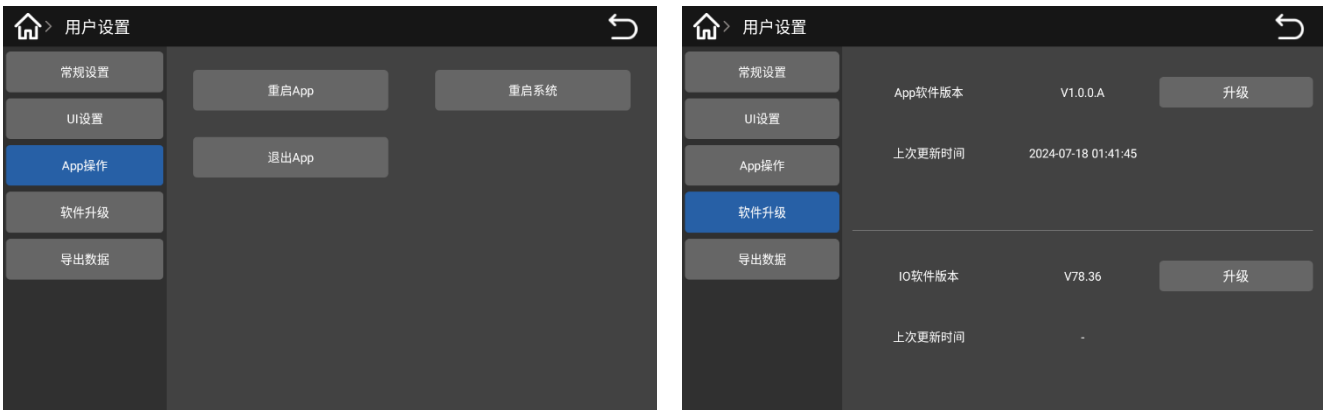 用户设置
常规设置
UI设置
App操作
软件升级
导出数据
重启App 重启系统
退出App
用户设置
常规设置
UI设置
App操作
软件升级
导出数据
App软件版本 V1.0.0.A 升级
上次更新时间 2024-07-18 01:41:45
IO软件版本 V78.36 升级
上次更新时间 -